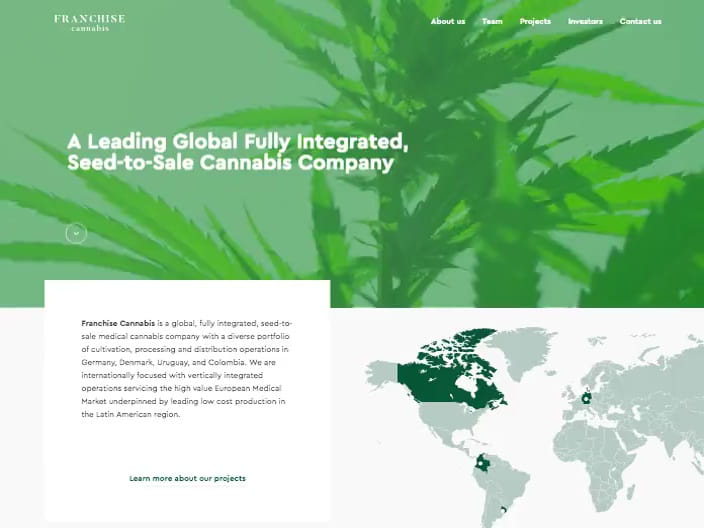 FRANCHISE
cannabis
About us Team Projects Investors Contact us
A Leading Global Fully Integrated,
Seed-to-Sale Cannabis Company
Franchise Cannabis is a global, fully integrated, seed-to-
sale medical cannabis company with a diverse portfolio
of cultivation, processing and distribution operations in
Germany, Denmark, Uruguay, and Colombia. We are
internationally focused with vertically integrated
operations servicing the high value European Medical
Market underpinned by leading low cost production in
the Latin American region.
Learn more about our projects